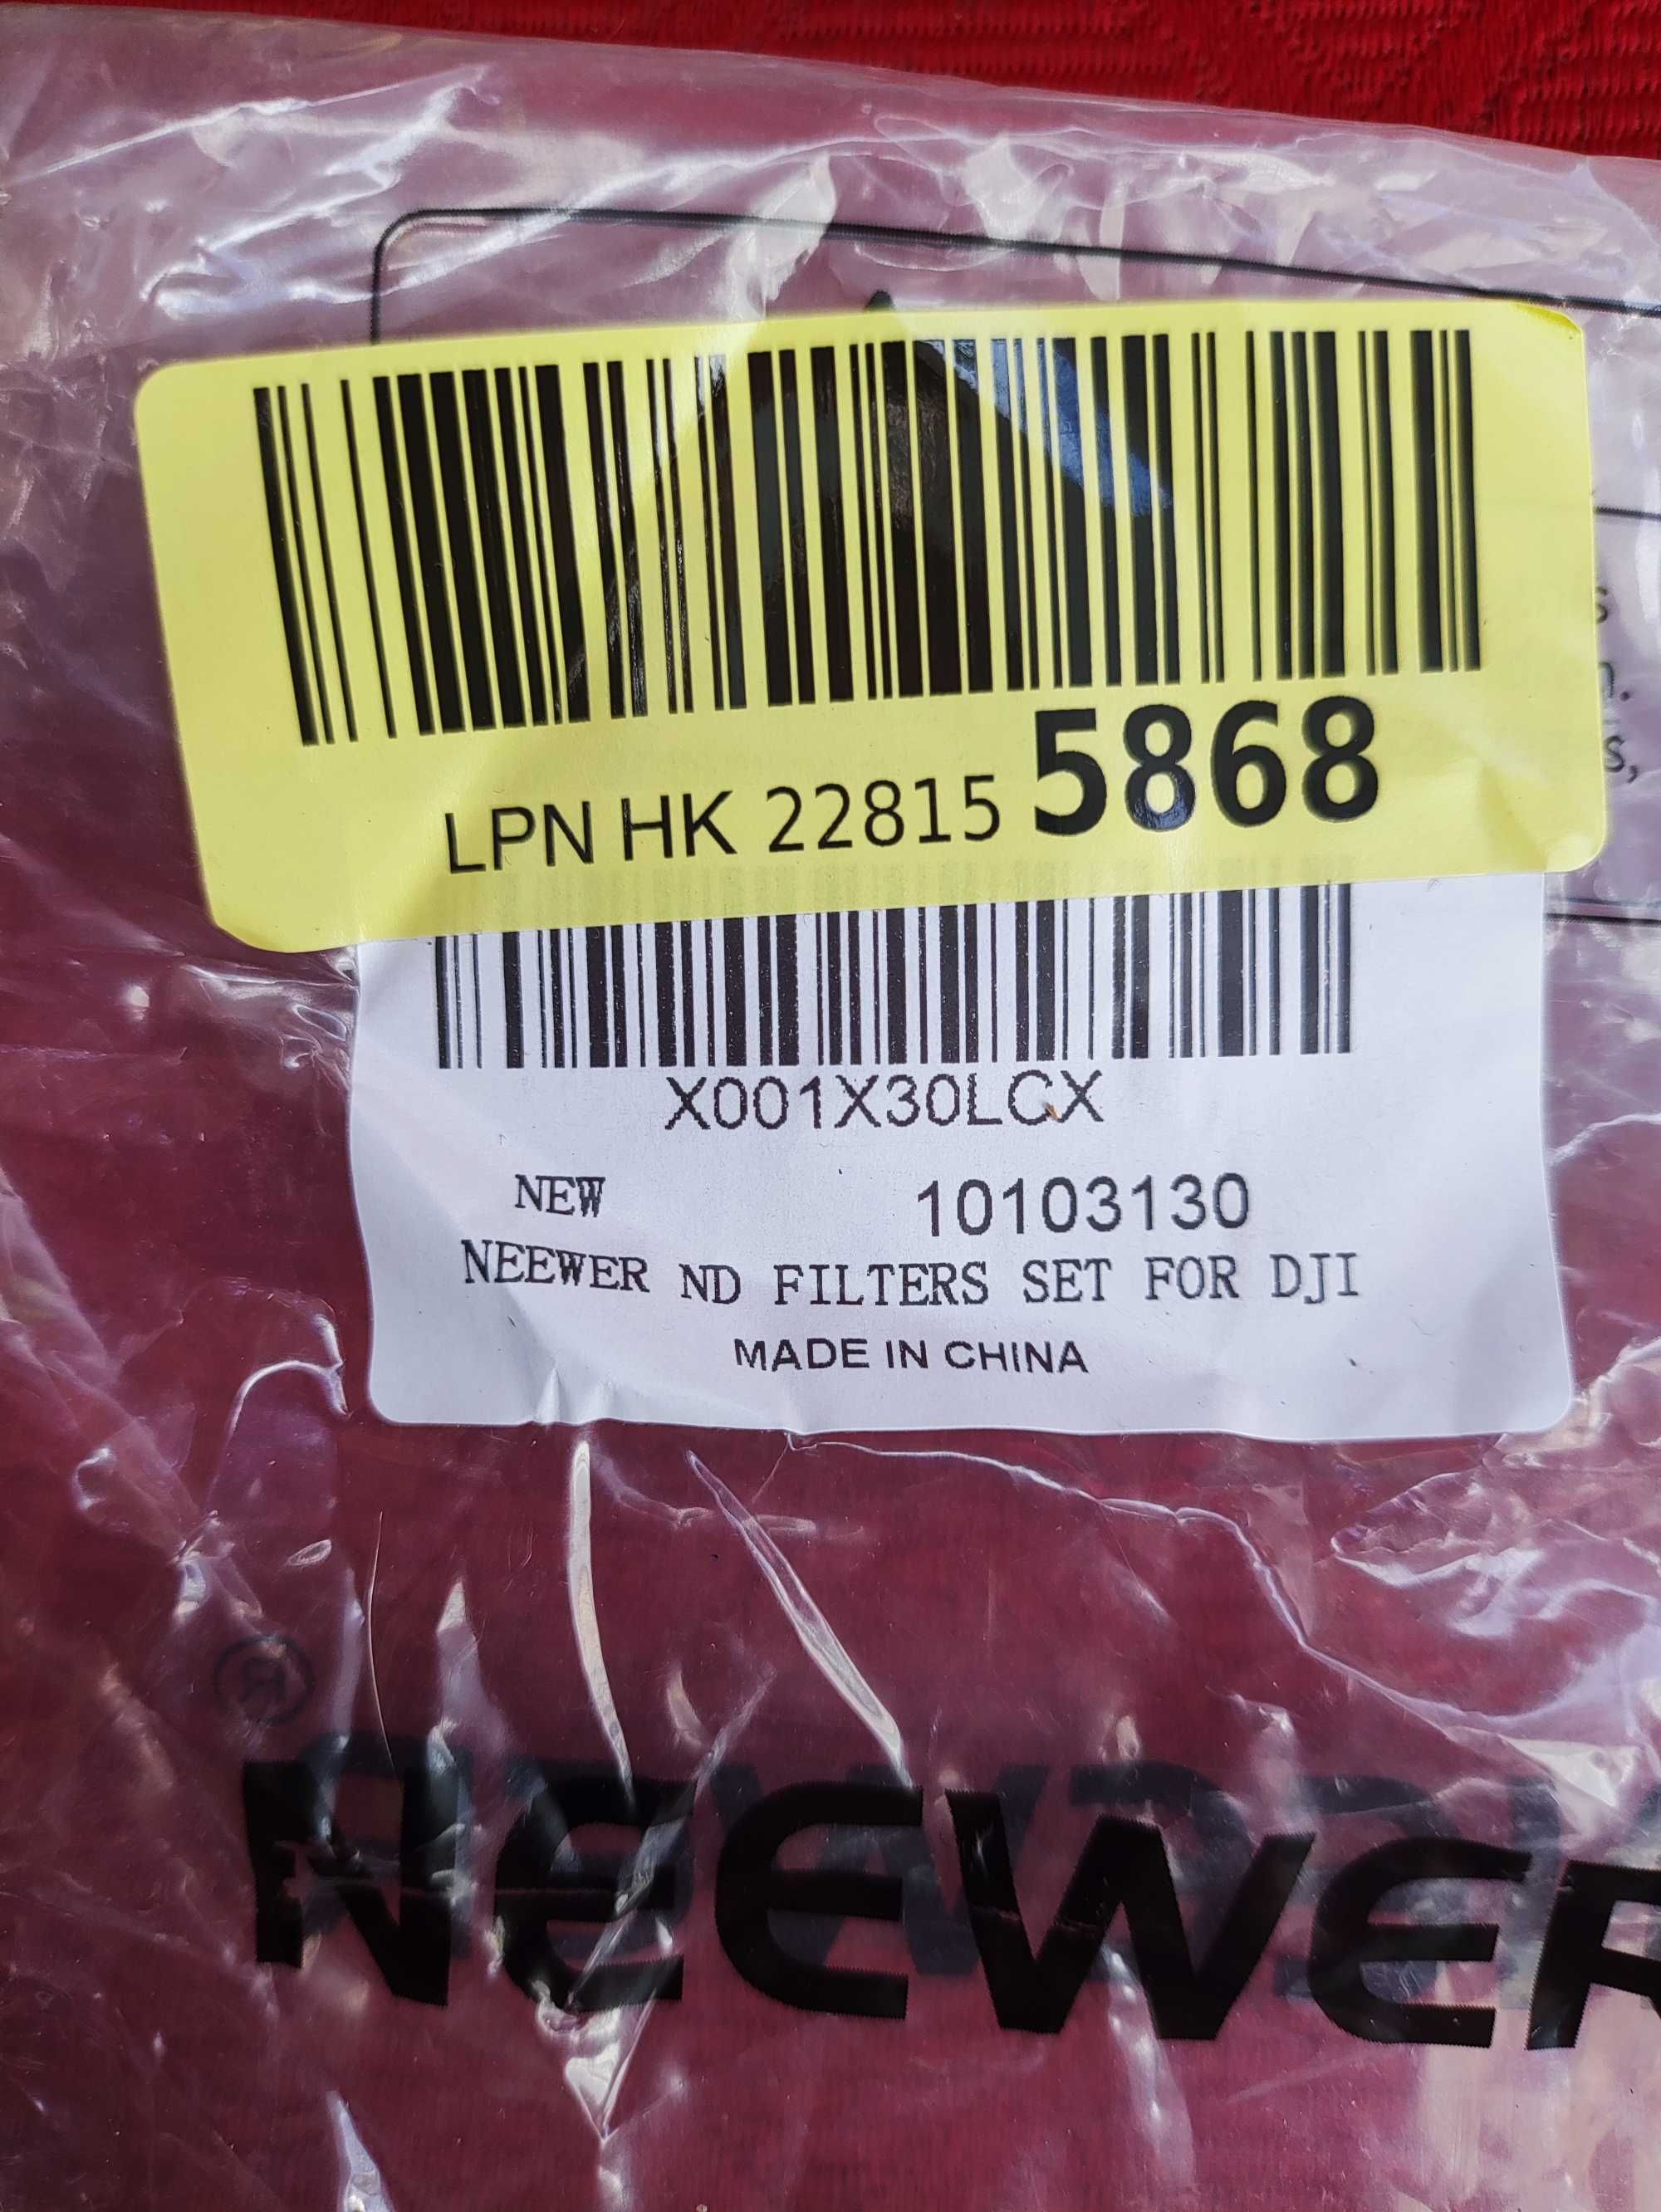 LPN HK 22815 5868
X001X30LCX
NEW 10103130
NEEWER ND FILTERS SET FOR DJI
MADE IN CHINA
®
NEEWER